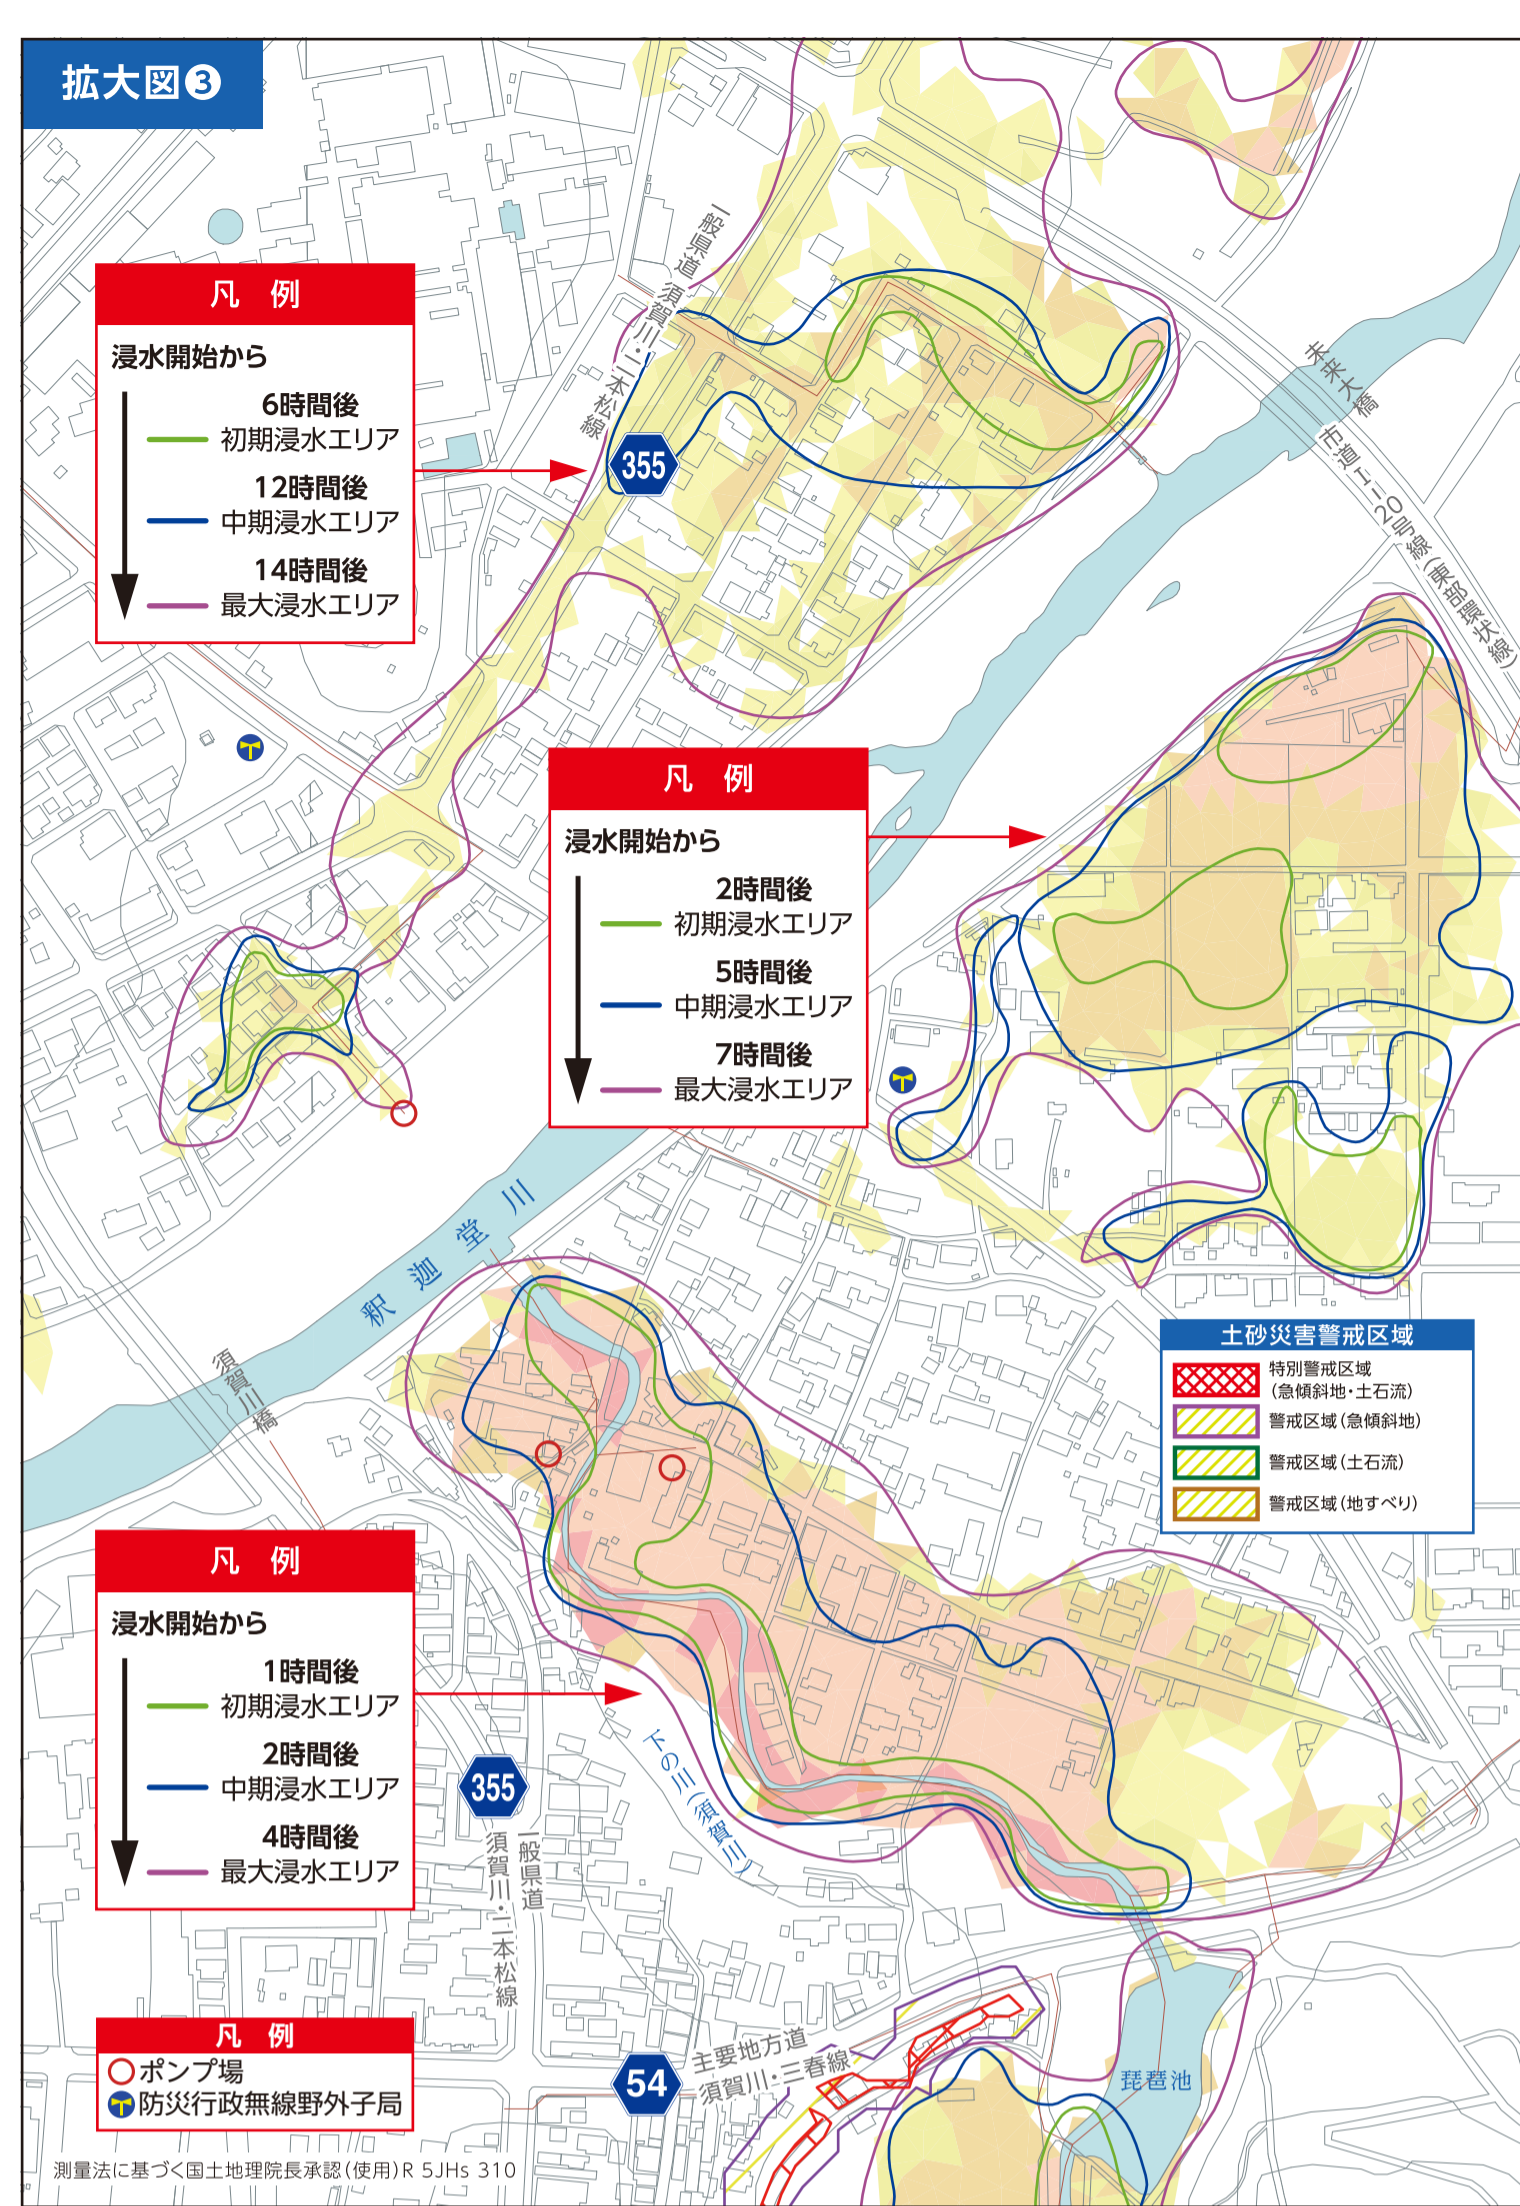 拡大図❸
凡 例
浸水開始から
6時間後
初期浸水エリア
12時間後
中期浸水エリア
14時間後
最大浸水エリア
一般県道 須賀川・二本松線
355
未来大橋
市道Ⅰ-20号線(東部環状線)
凡 例
浸水開始から
2時間後
初期浸水エリア
5時間後
中期浸水エリア
7時間後
最大浸水エリア
釈迦堂川
須賀川橋
土砂災害警戒区域
特別警戒区域
(急傾斜地・土石流)
警戒区域(急傾斜地)
警戒区域(土石流)
警戒区域(地すべり)
凡 例
浸水開始から
1時間後
初期浸水エリア
2時間後
中期浸水エリア
4時間後
最大浸水エリア
下の川(須賀川)
355
一般県道
須賀川・二本松線
凡 例
ポンプ場
防災行政無線野外子局
54
主要地方道
須賀川・三春線
琵琶池
測量法に基づく国土地理院長承認(使用)R 5JHs 310